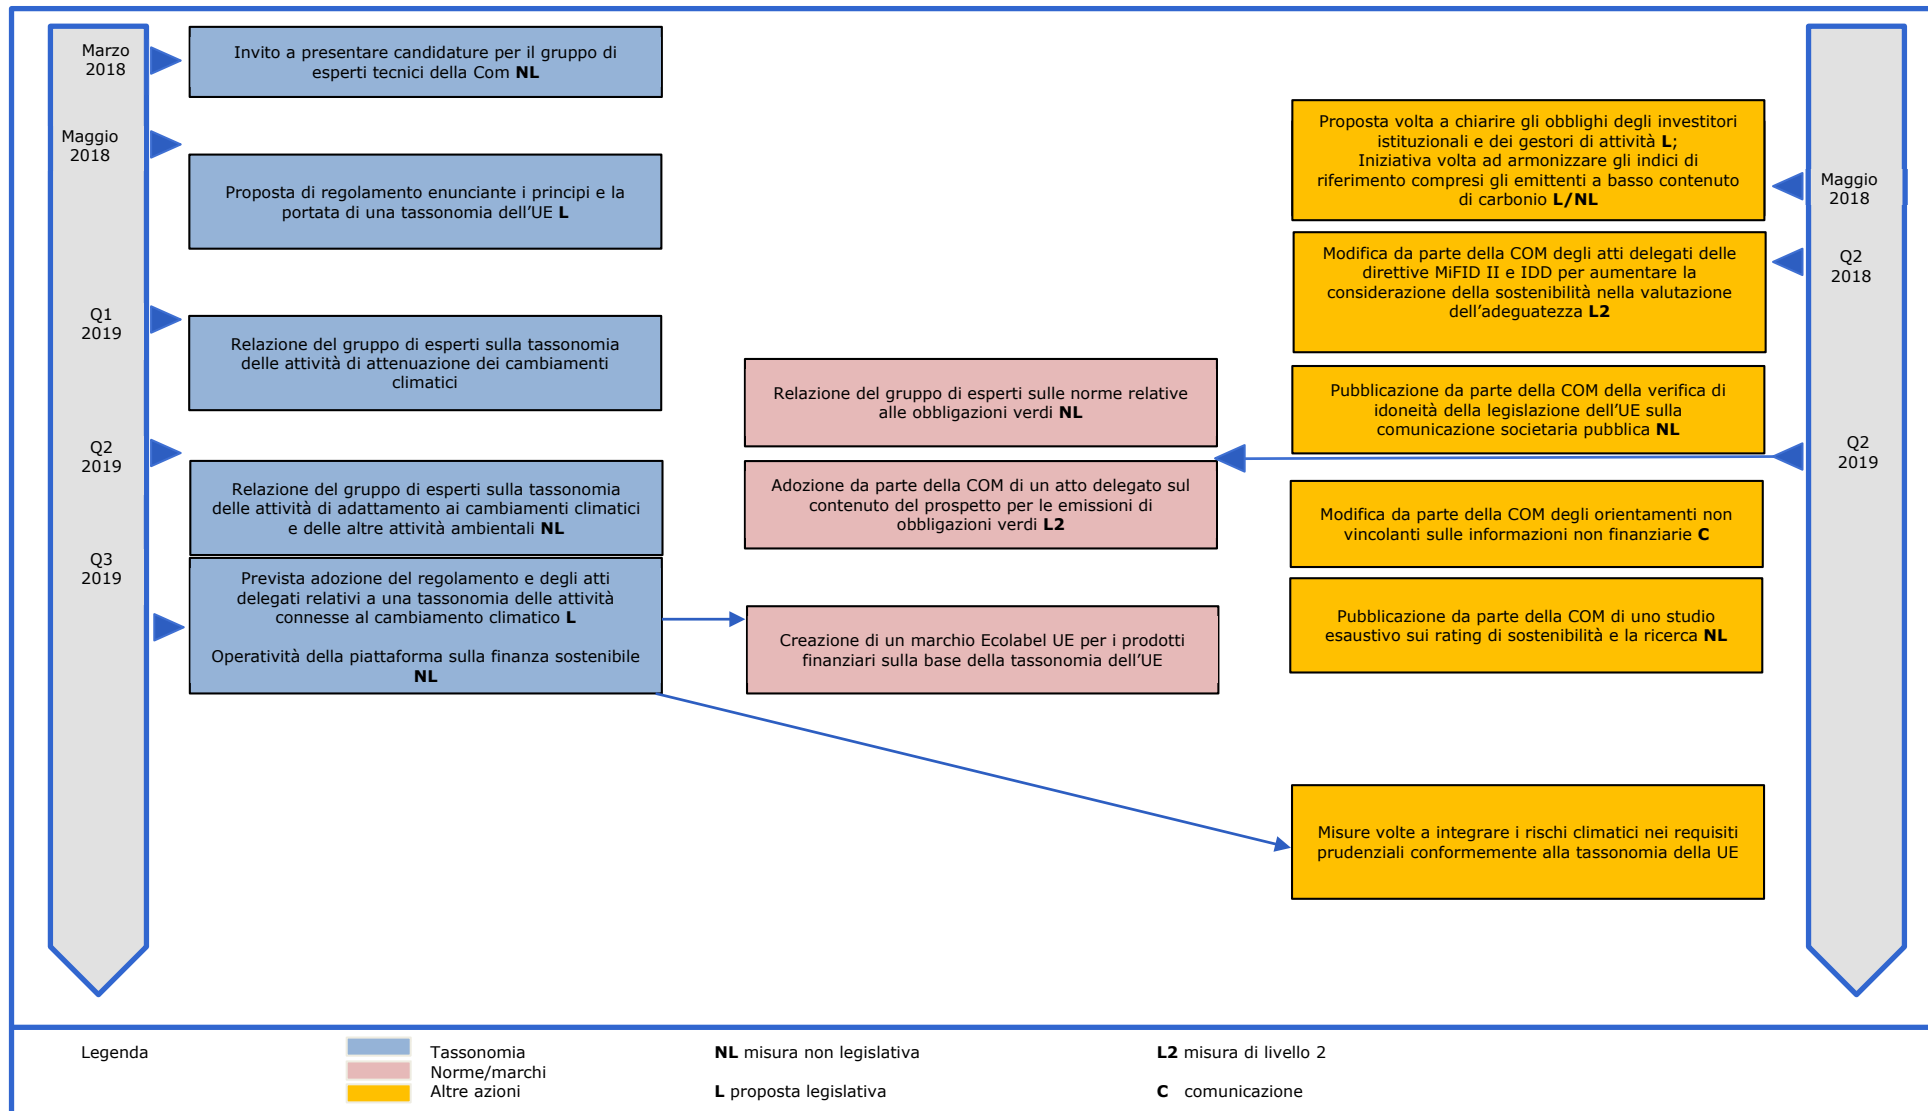 Marzo
2018
Invito a presentare candidature per il gruppo di
esperti tecnici della Com NL
Maggio
2018
Proposta di regolamento enunciante i principi e la
portata di una tassonomia dell'UE L
Q1
2019
Relazione del gruppo di esperti sulla tassonomia
delle attività di attenuazione dei cambiamenti
climatici
Q2
2019
Relazione del gruppo di esperti sulla tassonomia
delle attività di adattamento ai cambiamenti climatici
e delle altre attività ambientali NL
Q3
2019
Prevista adozione del regolamento e degli atti
delegati relativi a una tassonomia delle attività
connesse al cambiamento climatico L
Operatività della piattaforma sulla finanza sostenibile
NL
Relazione del gruppo di esperti sulle norme relative
alle obbligazioni verdi NL
Adozione da parte della COM di un atto delegato sul
contenuto del prospetto per le emissioni di
obbligazioni verdi L2
Creazione di un marchio Ecolabel UE per i prodotti
finanziari sulla base della tassonomia dell'UE
Proposta volta a chiarire gli obblighi degli investitori
istituzionali e dei gestori di attività L;
Iniziativa volta ad armonizzare gli indici di
riferimento compresi gli emittenti a basso contenuto
di carbonio L/NL
Maggio
2018
Modifica da parte della COM degli atti delegati delle
direttive MiFID II e IDD per aumentare la
considerazione della sostenibilità nella valutazione
dell'adeguatezza L2
Q2
2018
Pubblicazione da parte della COM della verifica di
idoneità della legislazione dell'UE sulla
comunicazione societaria pubblica NL
Q2
2019
Modifica da parte della COM degli orientamenti non
vincolanti sulle informazioni non finanziarie C
Pubblicazione da parte della COM di uno studio
esaustivo sui rating di sostenibilità e la ricerca NL
Misure volte a integrare i rischi climatici nei requisiti
prudenziali conformemente alla tassonomia della UE
Legenda
Tassonomia
Norme/marchi
Altre azioni
NL misura non legislativa
L proposta legislativa
L2 misura di livello 2
C comunicazione